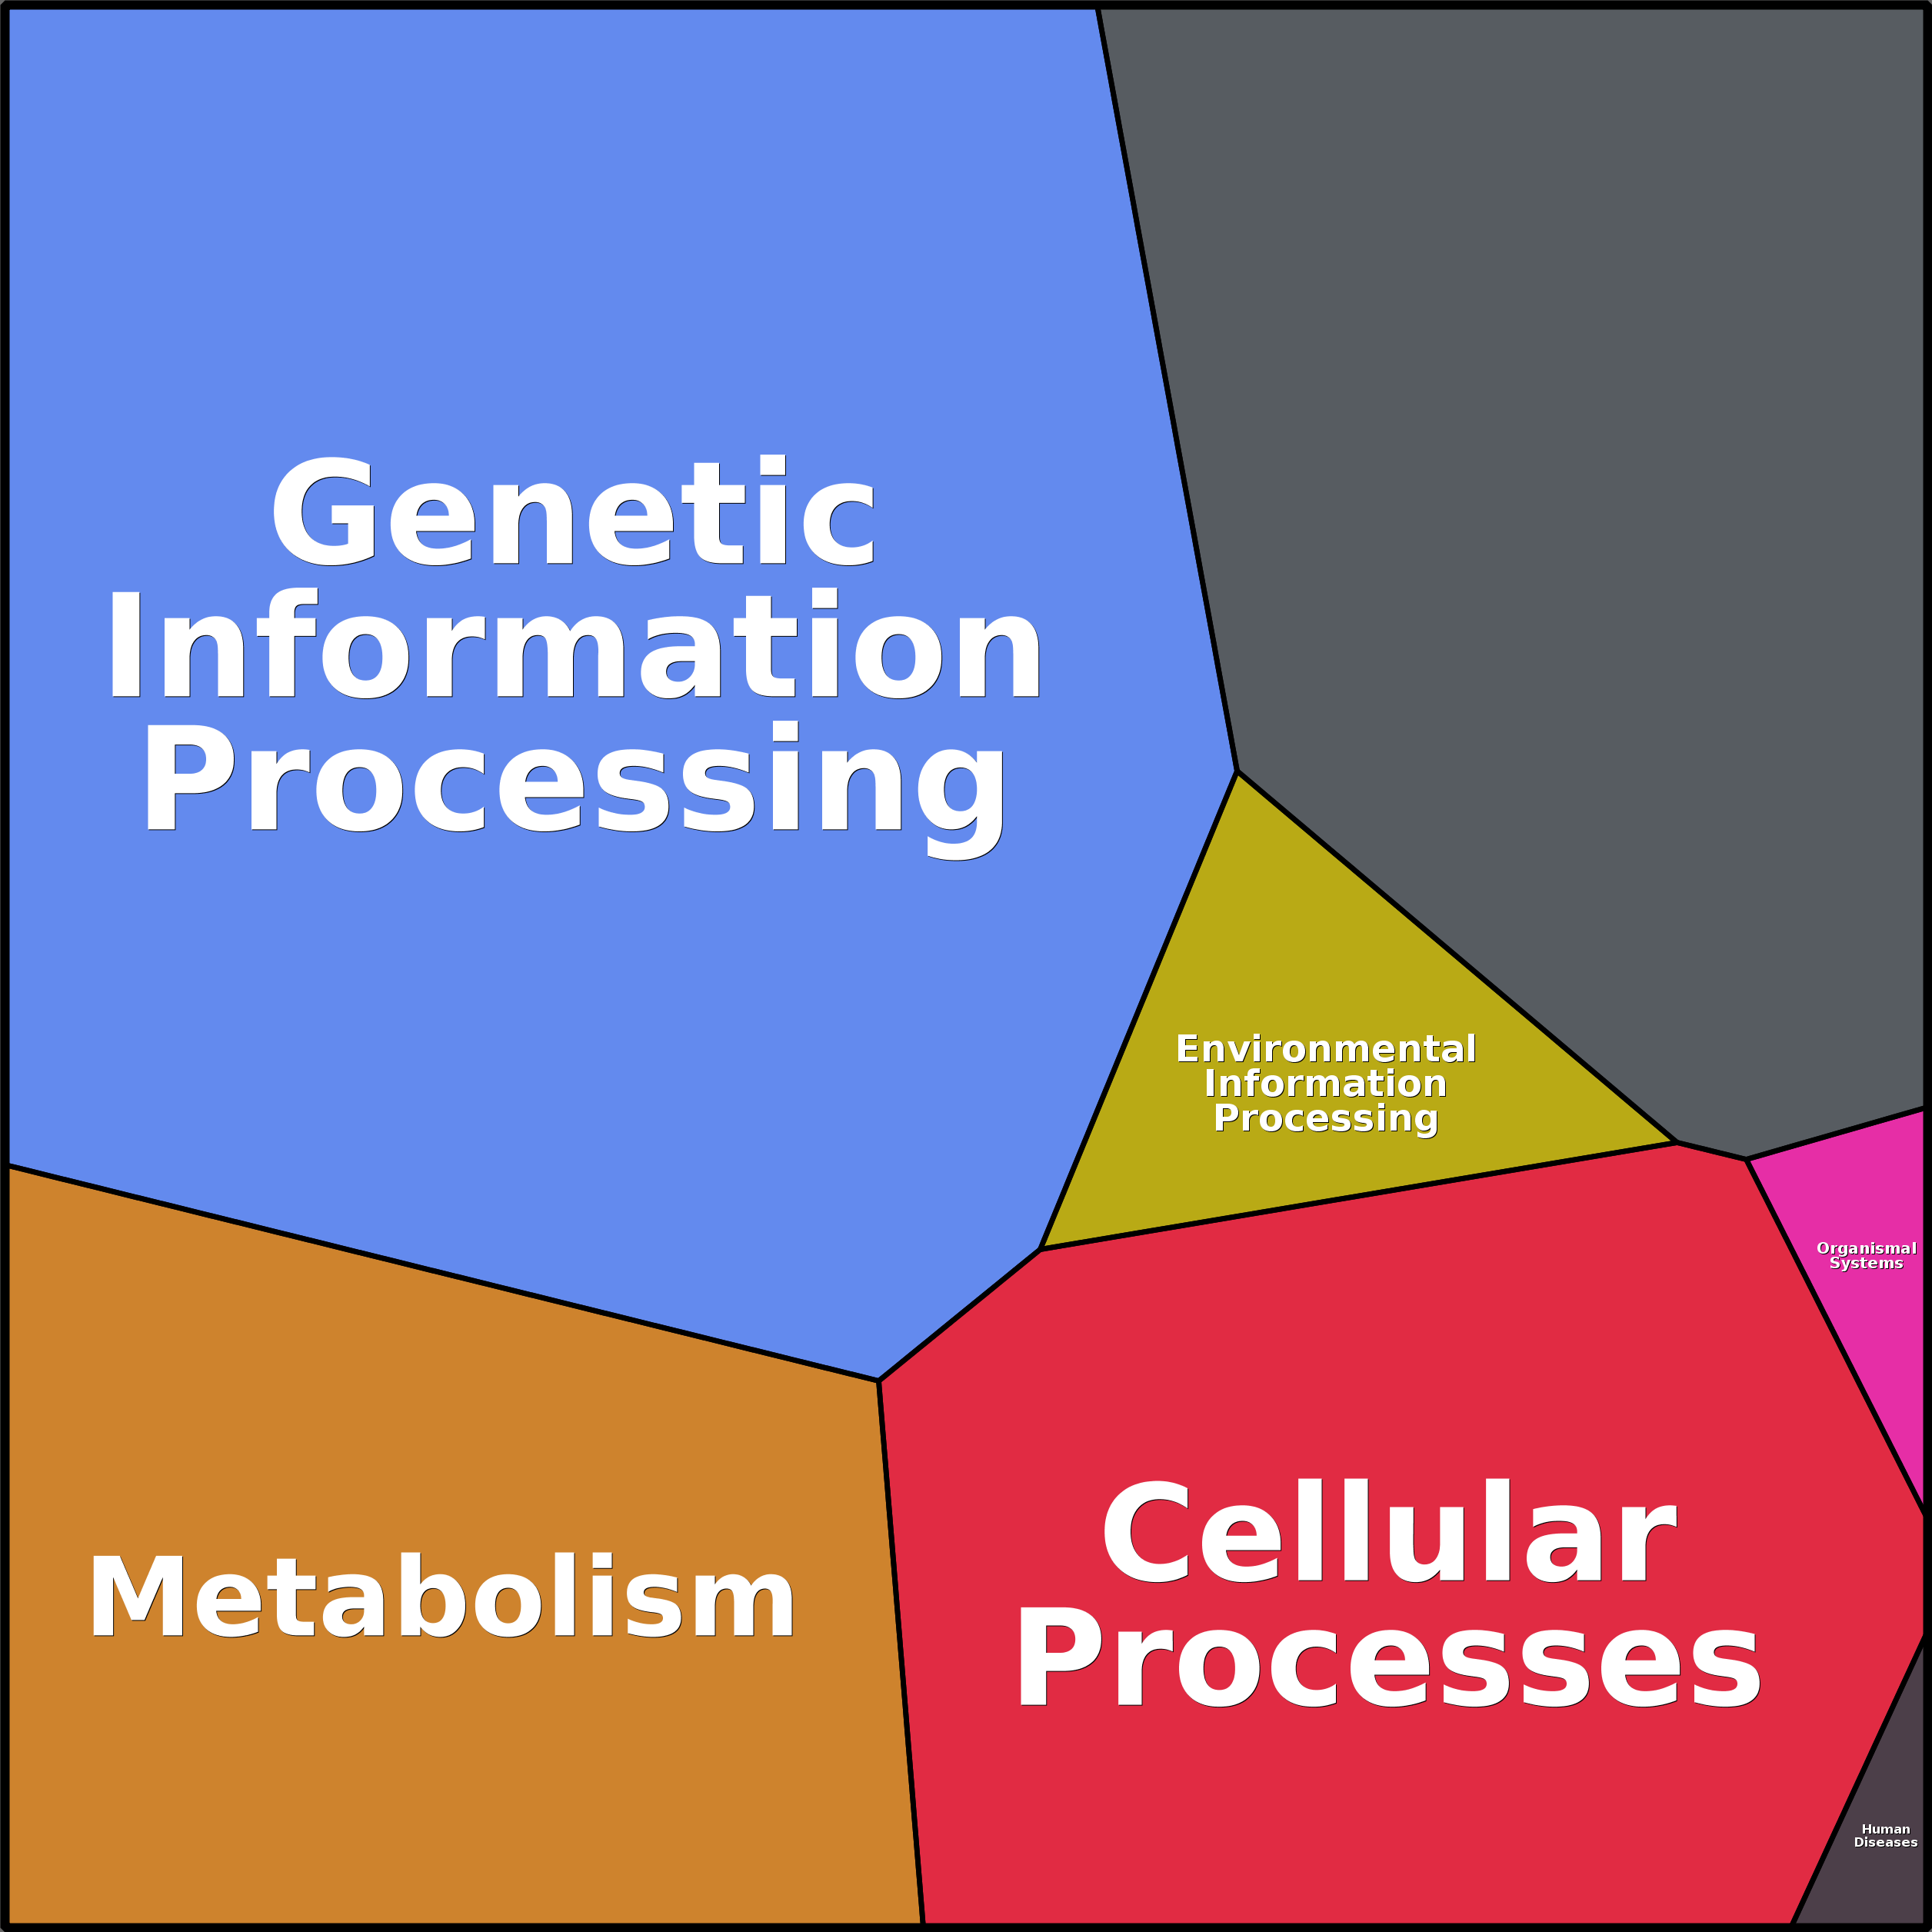 Genetic
Information
Processing
Environmental
Information
Processing
Organismal
Systems
Metabolism
Cellular
Processes
Human
Diseases